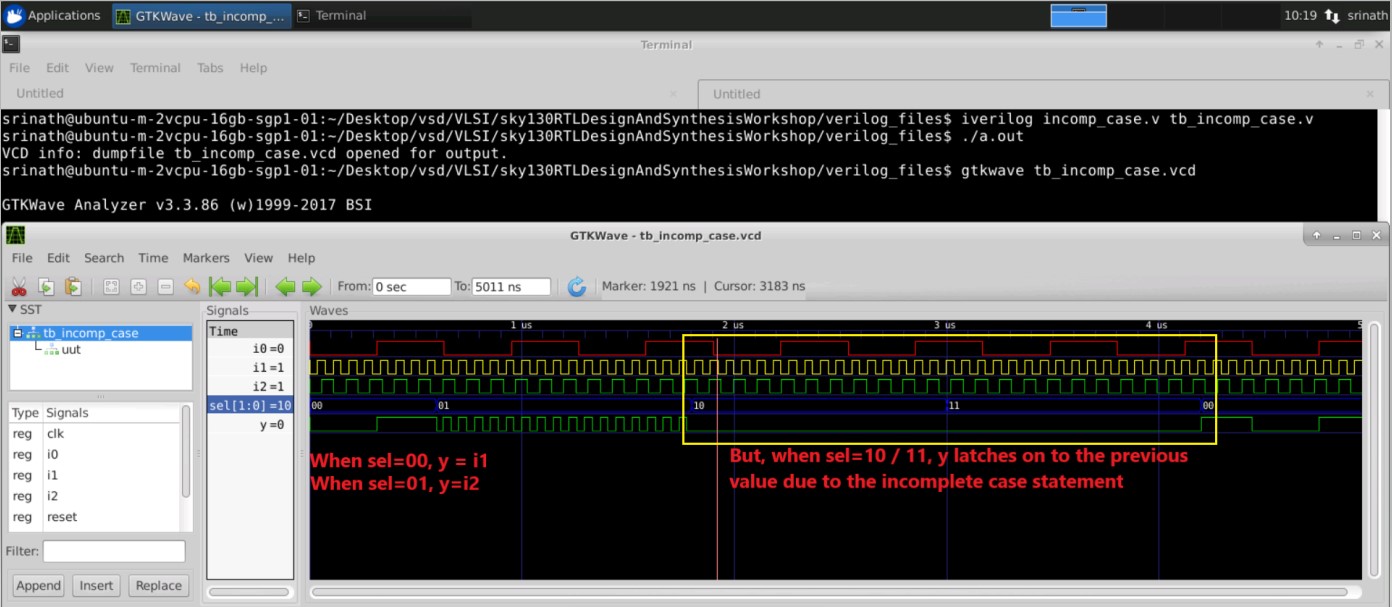 Applications GTKWave - tb_incomp_... Terminal 10:19 srinath
Terminal
File Edit View Terminal Tabs Help
Untitled Untitled
srinath@ubuntu-m-2vcpu-16gb-sgp1-01:~/Desktop/vsd/VLSI/sky130RTLDesignAndSynthesisWorkshop/verilog_files$ iverilog incomp_case.v tb_incomp_case.v
srinath@ubuntu-m-2vcpu-16gb-sgp1-01:~/Desktop/vsd/VLSI/sky130RTLDesignAndSynthesisWorkshop/verilog_files$ ./a.out
VCD info: dumpfile tb_incomp_case.vcd opened for output.
srinath@ubuntu-m-2vcpu-16gb-sgp1-01:~/Desktop/vsd/VLSI/sky130RTLDesignAndSynthesisWorkshop/verilog_files$ gtkwave tb_incomp_case.vcd
GTKWave Analyzer v3.3.86 (w)1999-2017 BSI
GTKWave - tb_incomp_case.vcd
File Edit Search Time Markers View Help
From: 0 sec To: 5011 ns Marker: 1921 ns | Cursor: 3183 ns
SST
tb_incomp_case
uut
Type Signals
reg clk
reg i0
reg i1
reg i2
reg reset
Filter:
Append Insert Replace
Signals
Time
i0=0
i1=1
i2=1
sel[1:0]=10
y=0
Waves
1 us 2 us 3 us 4 us 5
00 01 10 11 00
When sel=00, y = i1
When sel=01, y=i2
But, when sel=10 / 11, y latches on to the previous
value due to the incomplete case statement